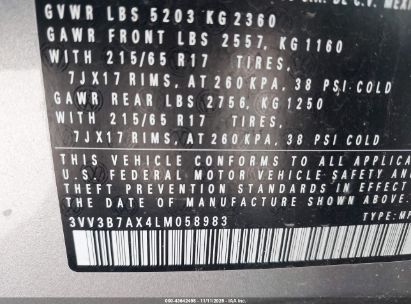 DE C.V. MEXI
GVWR LBS 5203 KG 2360
GAWR FRONT LBS 2557, KG 1160
WITH 215/65 R17 TIRES,
7JX17 RIMS, AT 260 KPA, 38 PSI COLD
GAWR REAR LBS 2756, KG 1250
WITH 215/65 R17 TIRES,
7JX17 RIMS, AT 260 KPA, 38 PSI COLD
THIS VEHICLE CONFORMS TO ALL APPLICA
U.S. FEDERAL MOTOR VEHICLE SAFETY AN
THEFT PREVENTION STANDARDS IN EFFECT
THE DATE OF MANUFACTURE SHOWN ABOVE.
3VV3B7AX4LM058983 TYPE: MP